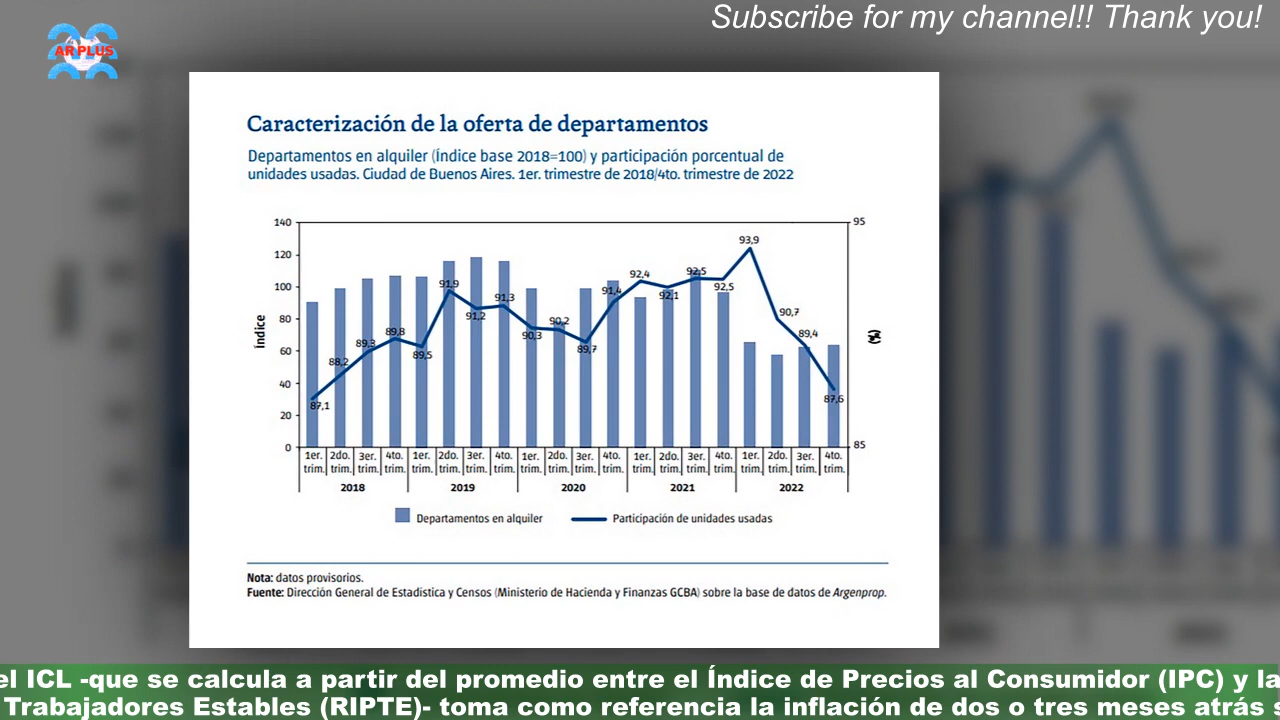 Subscribe for my channel!! Thank you!
AR PLUS
Caracterización de la oferta de departamentos
Departamentos en alquiler (Índice base 2018=100) y participación porcentual de
unidades usadas. Ciudad de Buenos Aires. 1er. trimestre de 2018/4to. trimestre de 2022
140
120
100
80
60
40
20
0
Índice
95
85
87,1
88,2
89,3
89,8
89,5
91,9
91,2
91,3
90,3
90,2
89,7
91,4
92,4
92,1
92,5
92,5
93,9
90,7
89,4
87,6
1er. 2do. 3er. 4to. 1er. 2do. 3er. 4to. 1er. 2do. 3er. 4to. 1er. 2do. 3er. 4to. 1er. 2do. 3er. 4to.
trim. trim. trim. trim. trim. trim. trim. trim. trim. trim. trim. trim. trim. trim. trim. trim. trim. trim. trim. trim.
2018 2019 2020 2021 2022
Departamentos en alquiler Participación de unidades usadas
Nota: datos provisorios.
Fuente: Dirección General de Estadística y Censos (Ministerio de Hacienda y Finanzas GCBA) sobre la base de datos de Argenprop.
el ICL -que se calcula a partir del promedio entre el Índice de Precios al Consumidor (IPC) y la
Trabajadores Estables (RIPTE)- toma como referencia la inflación de dos o tres meses atrás s